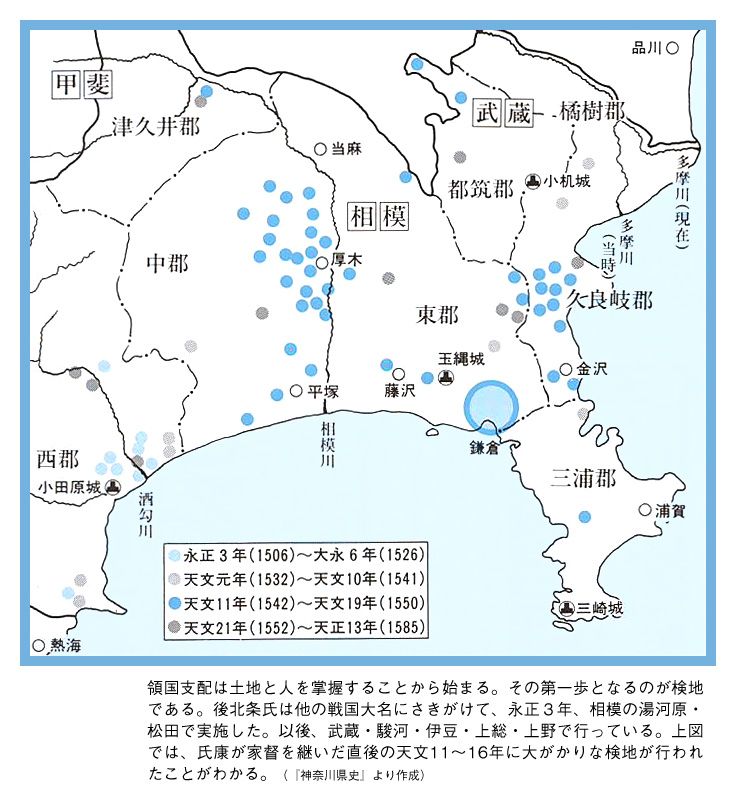 品川
甲斐
武蔵
橘樹郡
津久井郡
当麻
多摩川(現在)
都筑郡
小机城
相模
多摩川(当時)
中郡
厚木
東郡
久良岐郡
玉縄城
金沢
平塚
藤沢
相模川
鎌倉
西郡
三浦郡
小田原城
酒匂川
浦賀
永正3年(1506)～大永6年(1526)
天文元年(1532)～天文10年(1541)
天文11年(1542)～天文19年(1550)
天文21年(1552)～天正13年(1585)
三崎城
熱海
領国支配は土地と人を掌握することから始まる。その第一歩となるのが検地
である。後北条氏は他の戦国大名にさきがけて、永正3年、相模の湯河原・
松田で実施した。以後、武蔵・駿河・伊豆・上総・上野で行っている。上図
では、氏康が家督を継いだ直後の天文11～16年に大がかりな検地が行われ
たことがわかる。（『神奈川県史』より作成）